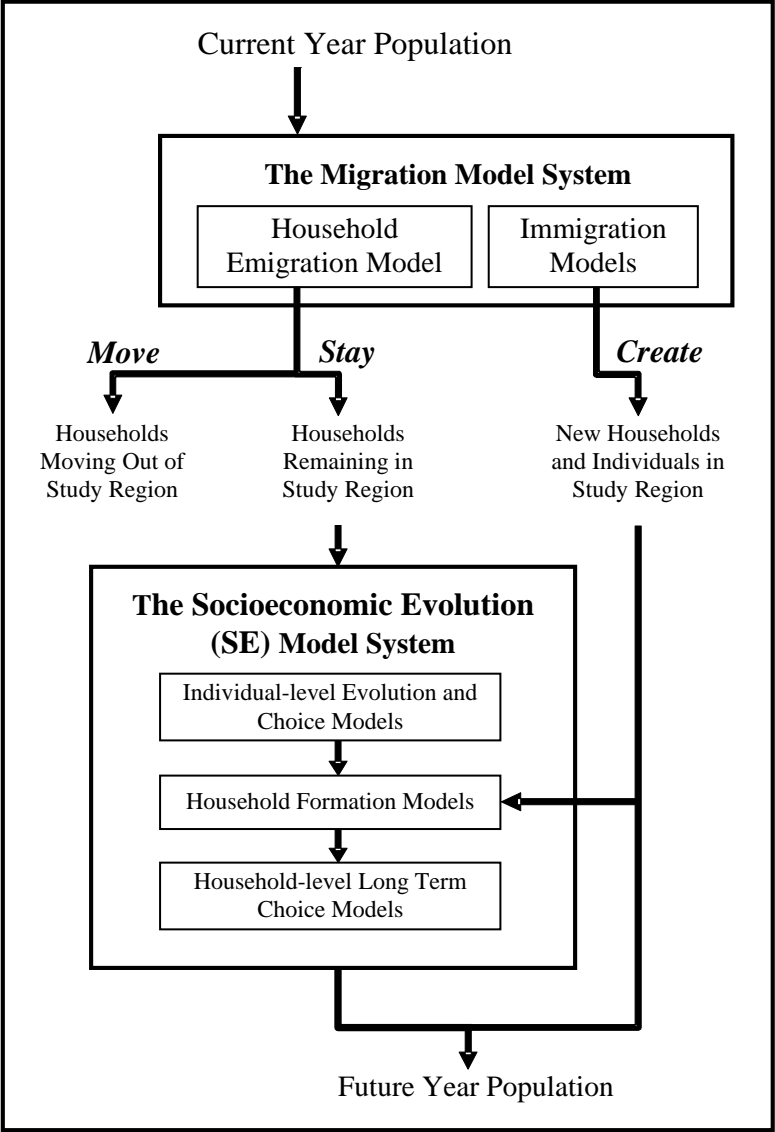 Current Year Population
The Migration Model System
Household
Emigration Model
Immigration
Models
Move
Stay
Create
Households
Moving Out of
Study Region
Households
Remaining in
Study Region
New Households
and Individuals in
Study Region
The Socioeconomic Evolution
(SE) Model System
Individual-level Evolution and
Choice Models
Household Formation Models
Household-level Long Term
Choice Models
Future Year Population